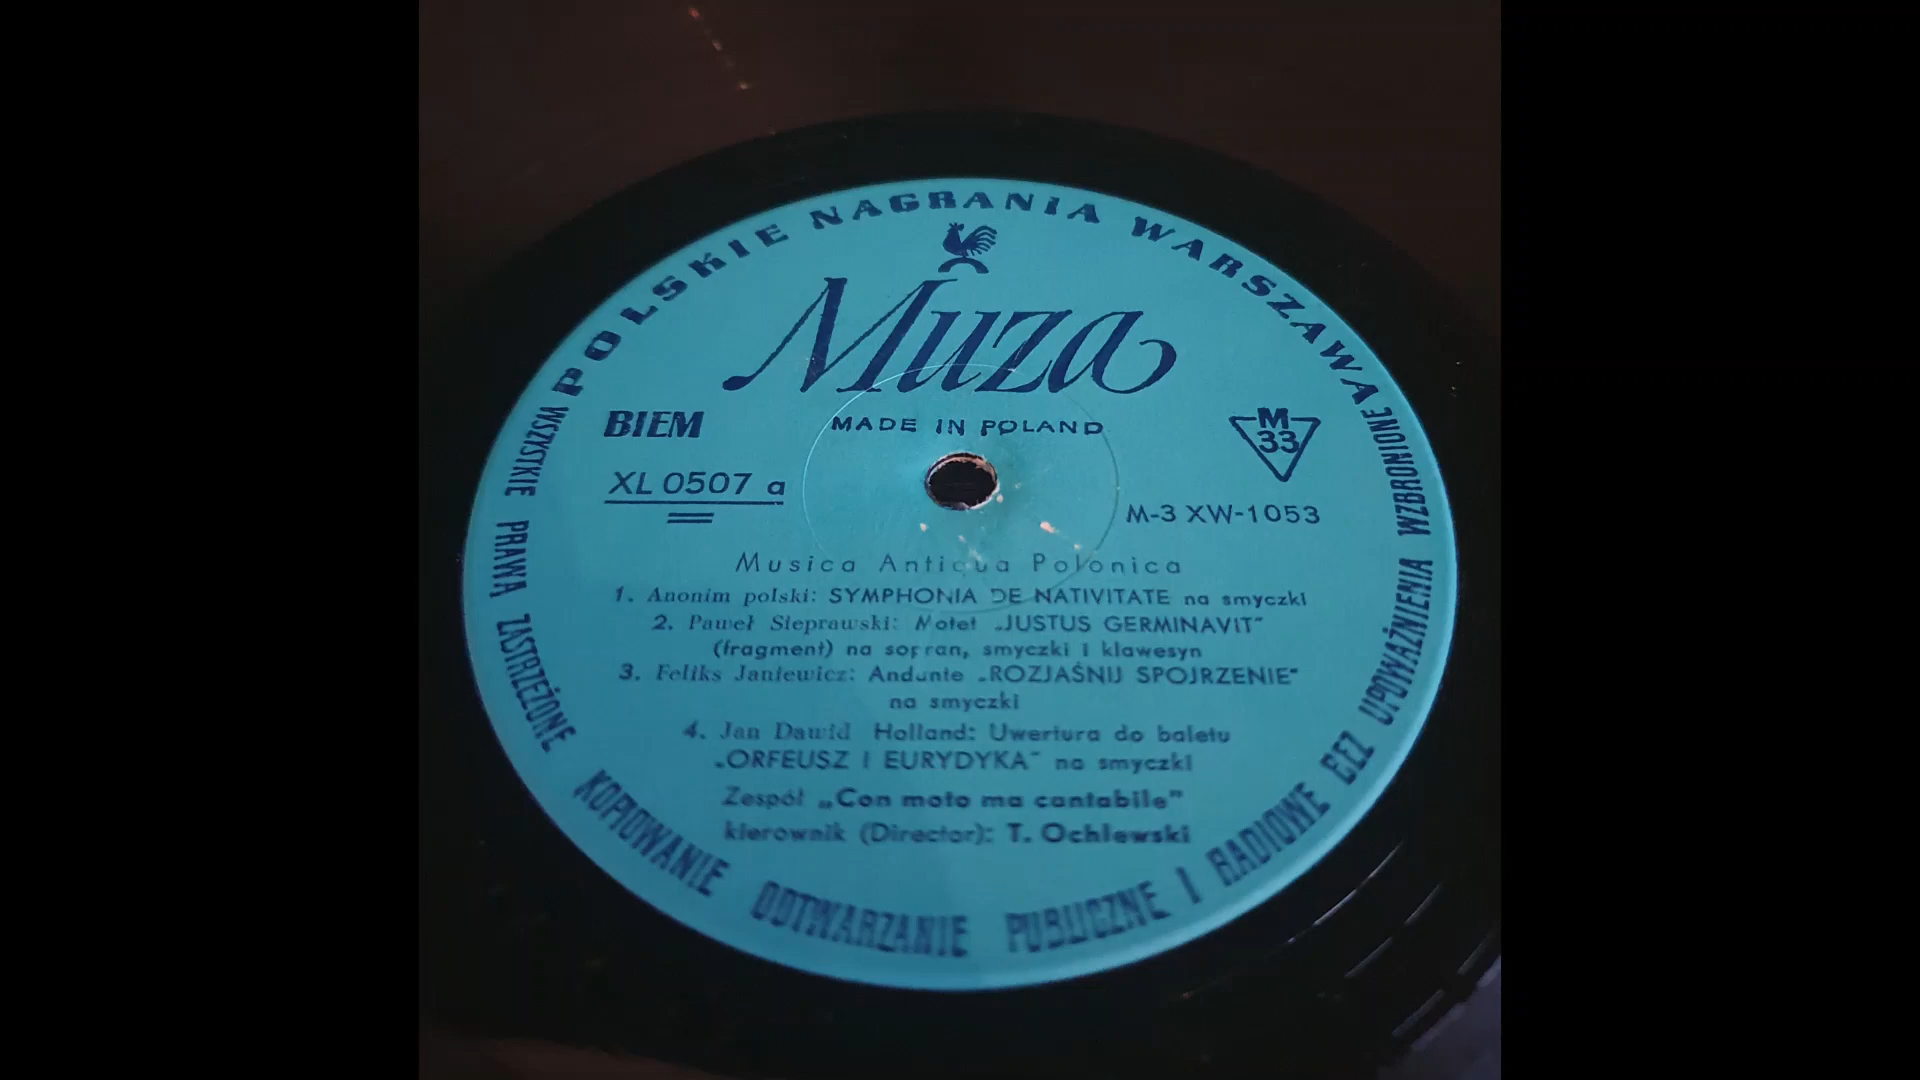 POLSKIE NAGRANIA WARSZAWA
Muza
MADE IN POLAND
BIEM
M
33
XL 0507 a
M-3 XW-1053
Musica Antiqua Polonica
1. Anonim polski: SYMPHONIA DE NATIVITATE na smyczki
2. Paweł Sieprawski: Motet „JUSTUS GERMINAVIT"
(fragment) na sopran, smyczki i klawesyn
3. Feliks Janiewicz: Andante „ROZJAŚNIJ SPOJRZENIE"
na smyczki
4. Jan Dawid Holland: Uwertura do baletu
„ORFEUSZ I EURYDYKA" na smyczki
Zespół „Con moto ma cantabile"
kierownik (Director): T. Ochlewski
WSZYSTKIE PRAWA ZASTRZEŻONE KOPIOWANIE ODTWARZANIE PUBLICZNE I RADIOWE BEZ UPOWAŻNIENIA WZBRONIONE